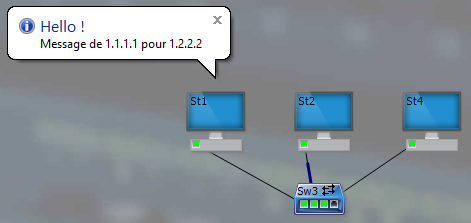 Hello !
Message de 1.1.1.1 pour 1.2.2.2
St1
St2
St4
Sw3